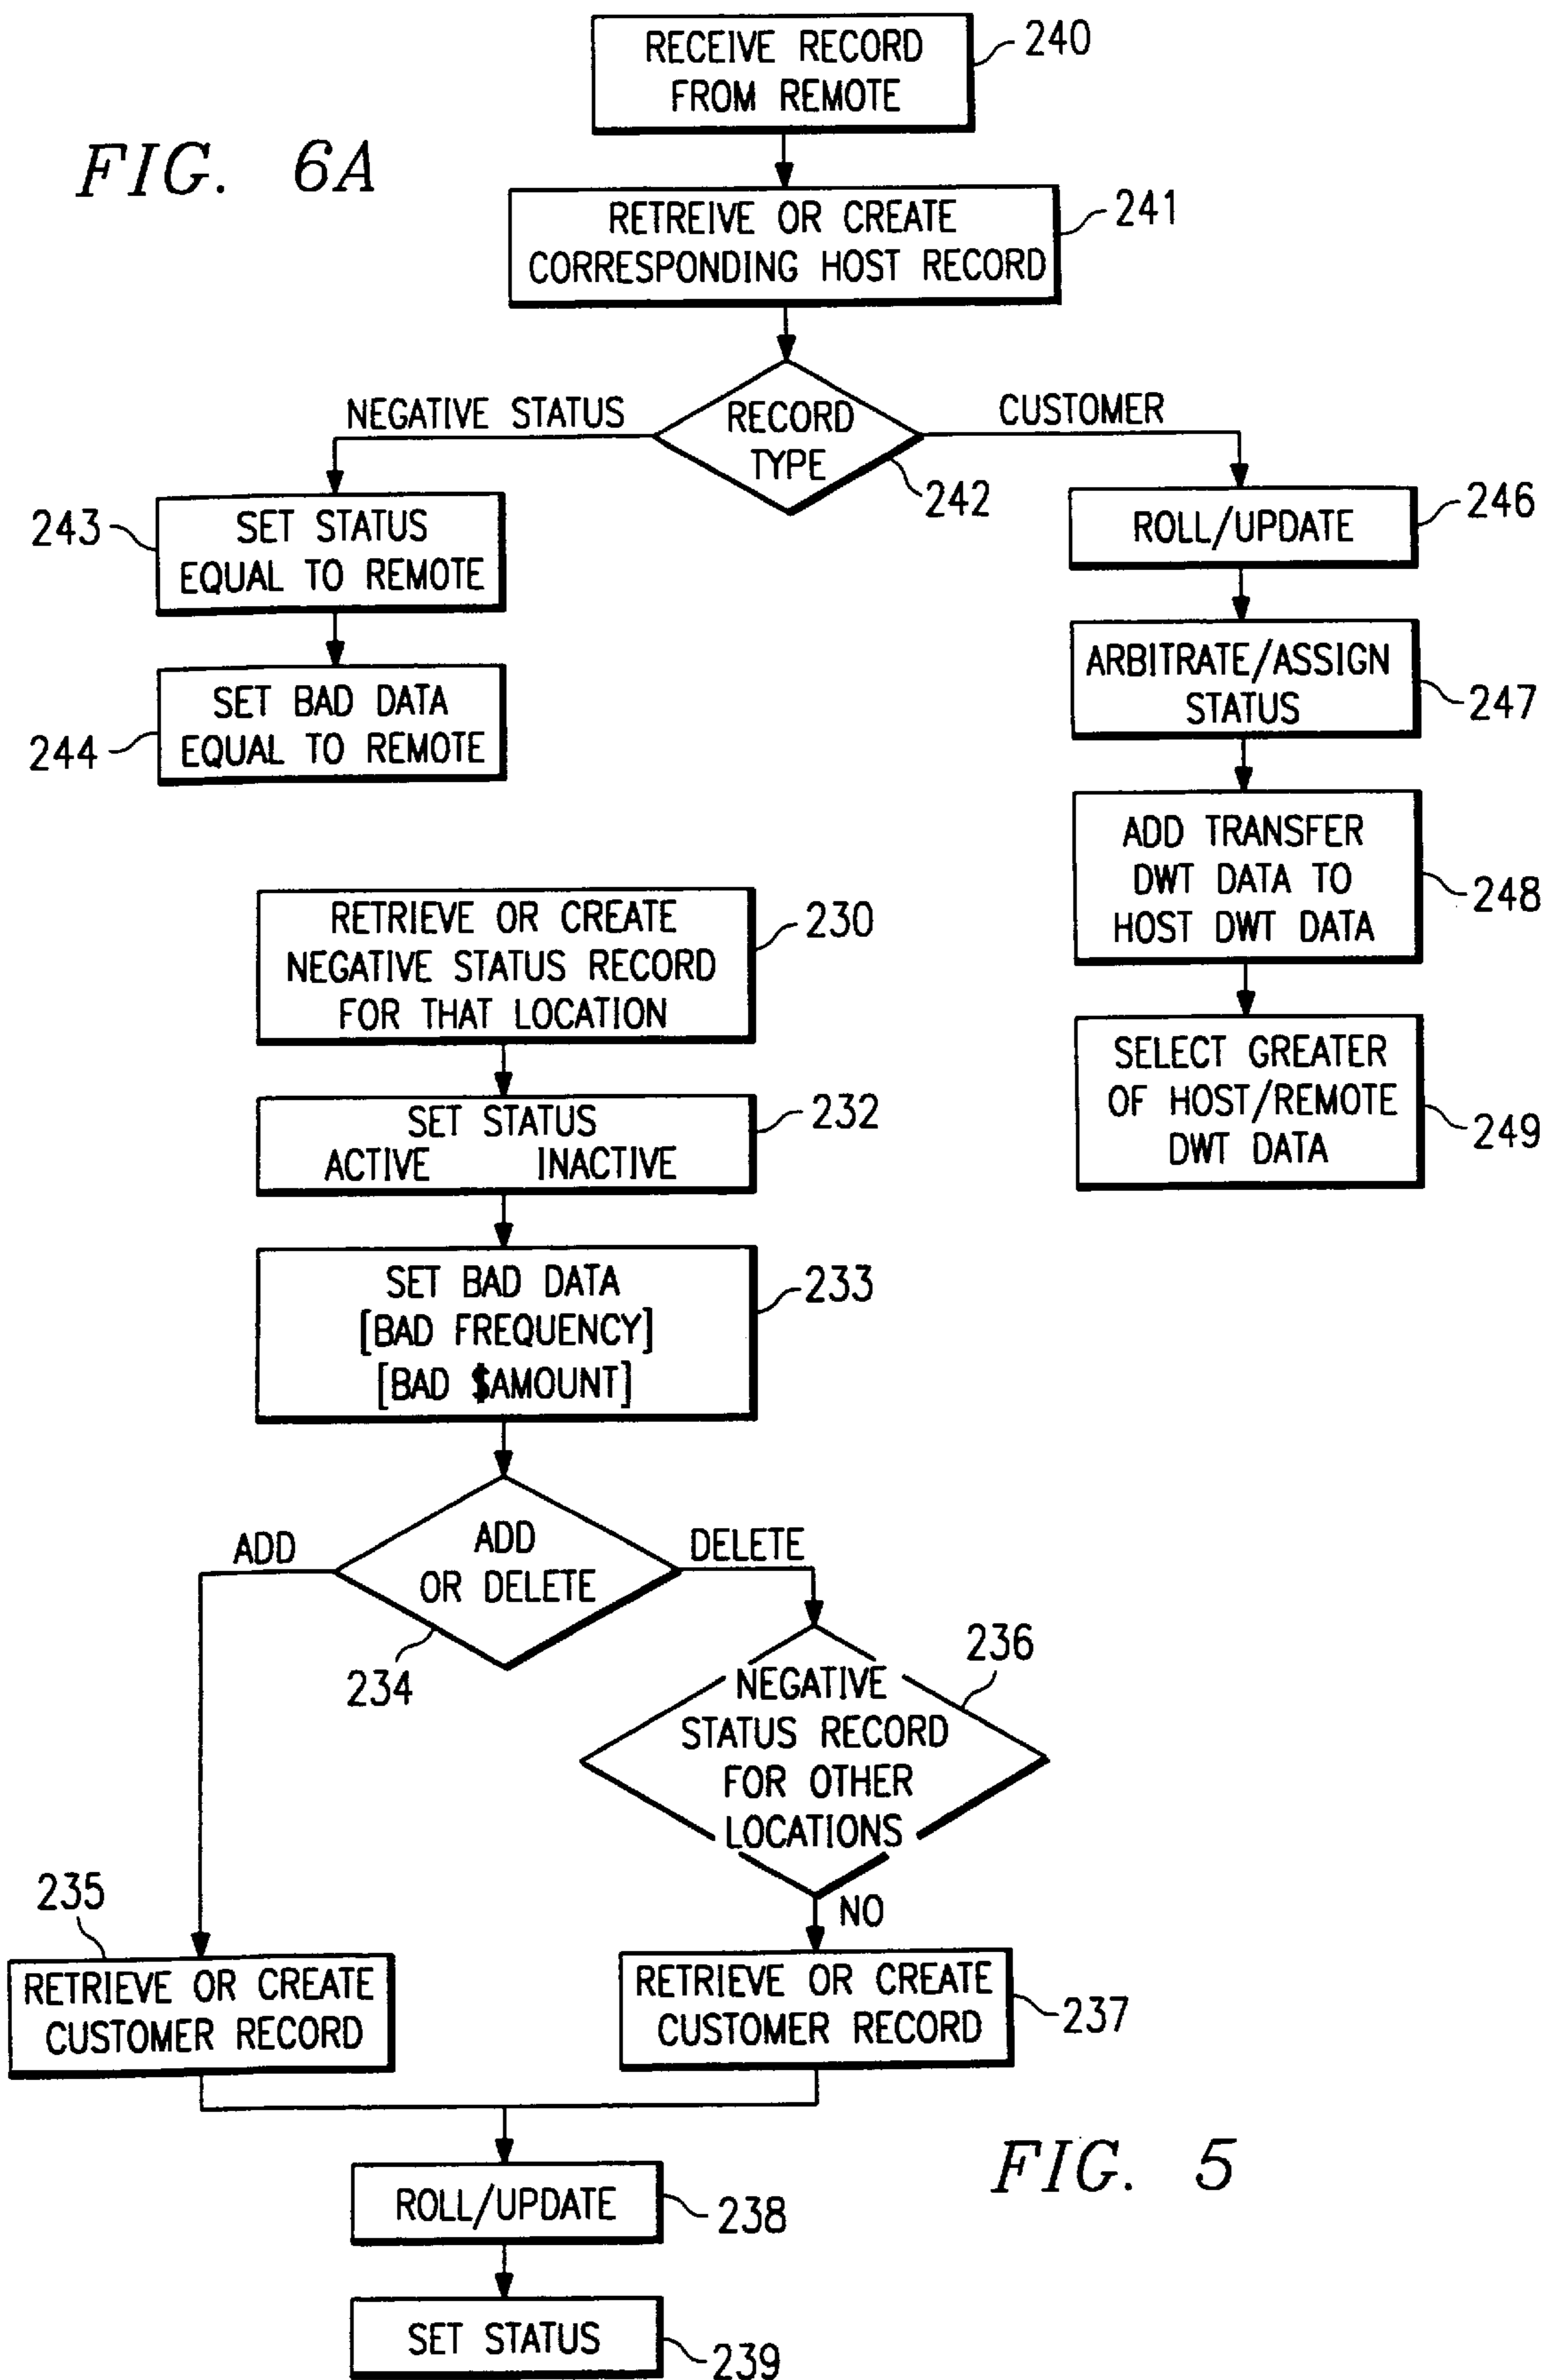 FIG. 6A
RECEIVE RECORD
FROM REMOTE
240
RETREIVE OR CREATE
CORRESPONDING HOST RECORD
241
RECORD
TYPE
242
NEGATIVE STATUS
CUSTOMER
243
SET STATUS
EQUAL TO REMOTE
244
SET BAD DATA
EQUAL TO REMOTE
ROLL/UPDATE
246
ARBITRATE/ASSIGN
STATUS
247
ADD TRANSFER
DWT DATA TO
HOST DWT DATA
248
SELECT GREATER
OF HOST/REMOTE
DWT DATA
249
RETRIEVE OR CREATE
NEGATIVE STATUS RECORD
FOR THAT LOCATION
230
SET STATUS
ACTIVE INACTIVE
232
SET BAD DATA
[BAD FREQUENCY]
[BAD $AMOUNT]
233
ADD
OR DELETE
234
ADD
DELETE
NEGATIVE
STATUS RECORD
FOR OTHER
LOCATIONS
236
NO
235
RETRIEVE OR CREATE
CUSTOMER RECORD
RETRIEVE OR CREATE
CUSTOMER RECORD
237
ROLL/UPDATE
238
SET STATUS
239
FIG. 5